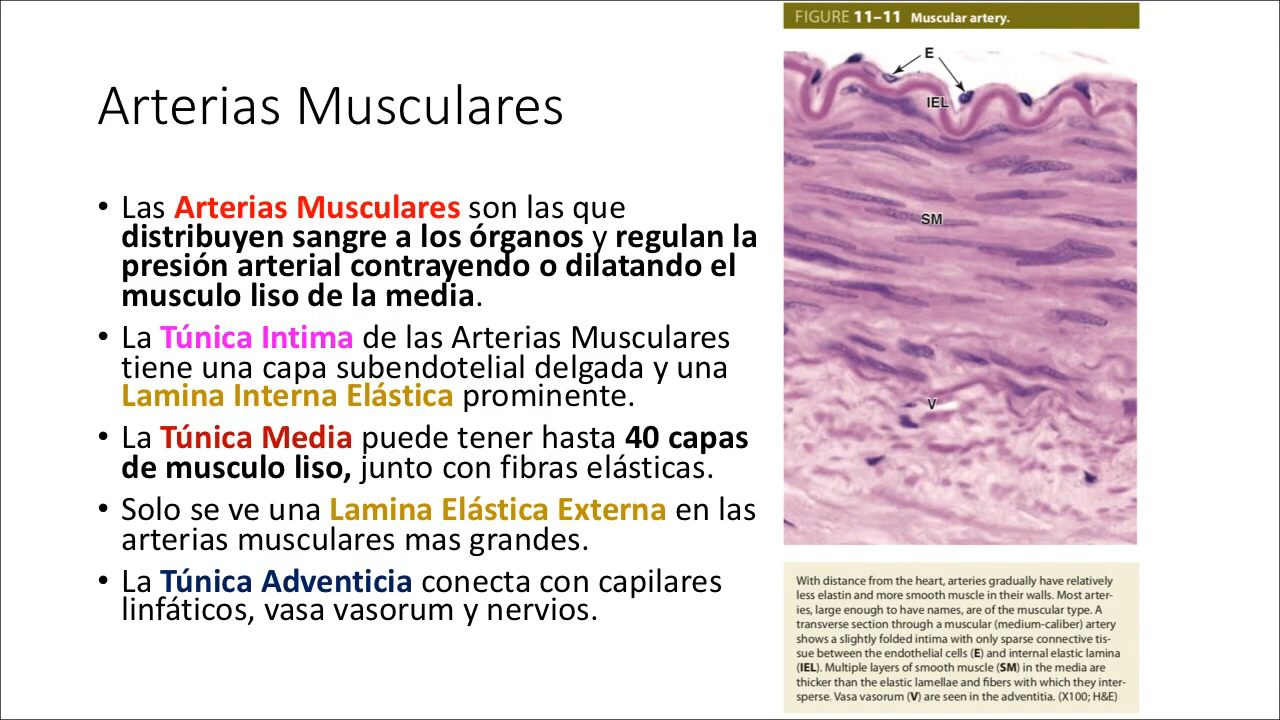 Arterias Musculares
• Las Arterias Musculares son las que
distribuyen sangre a los órganos y regulan la
presión arterial contrayendo o dilatando el
musculo liso de la media.
• La Túnica Intima de las Arterias Musculares
tiene una capa subendotelial delgada y una
Lamina Interna Elástica prominente.
• La Túnica Media puede tener hasta 40 capas
de musculo liso, junto con fibras elásticas.
• Solo se ve una Lamina Elástica Externa en las
arterias musculares mas grandes.
• La Túnica Adventicia conecta con capilares
linfáticos, vasa vasorum y nervios.
FIGURE 11–11 Muscular artery.
E
IEL
SM
V
With distance from the heart, arteries gradually have relatively
less elastin and more smooth muscle in their walls. Most arter-
ies, large enough to have names, are of the muscular type. A
transverse section through a muscular (medium-caliber) artery
shows a slightly folded intima with only sparse connective tis-
sue between the endothelial cells (E) and internal elastic lamina
(IEL). Multiple layers of smooth muscle (SM) in the media are
thicker than the elastic lamellae and fibers with which they inter-
sperse. Vasa vasorum (V) are seen in the adventitia. (X100; H&E)